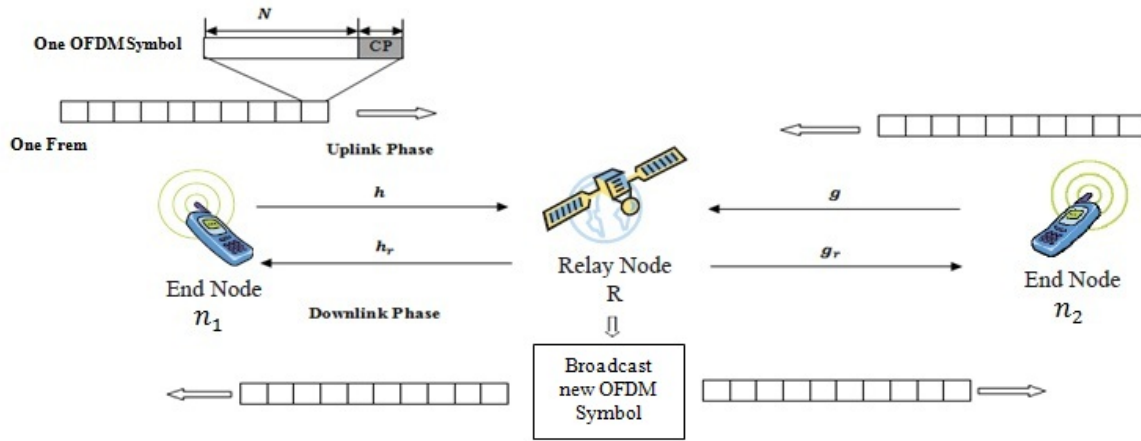 N
One OFDM Symbol
CP
One Frem
Uplink Phase
h
g
h_r
g_r
End Node
n_1
Relay Node
R
End Node
n_2
Downlink Phase
Broadcast
new OFDM
Symbol